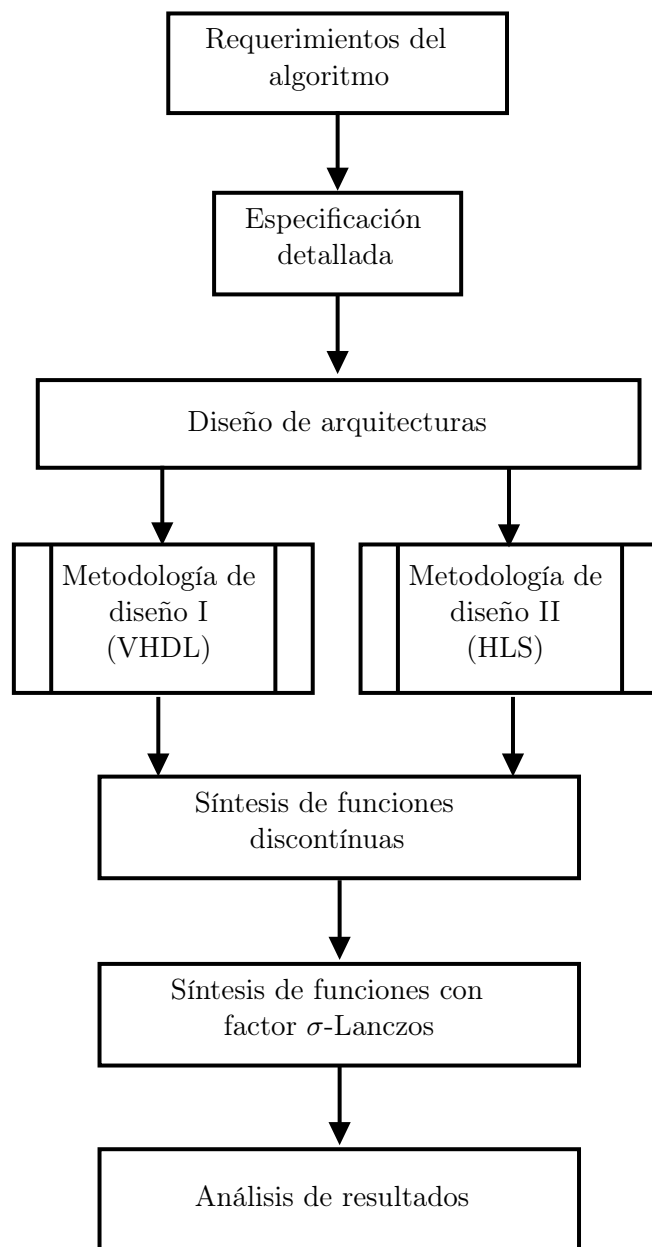 Requerimientos del
algoritmo
Especificación
detallada
Diseño de arquitecturas
Metodología de
diseño I
(VHDL)
Metodología de
diseño II
(HLS)
Síntesis de funciones
discontínuas
Síntesis de funciones con
factor σ-Lanczos
Análisis de resultados